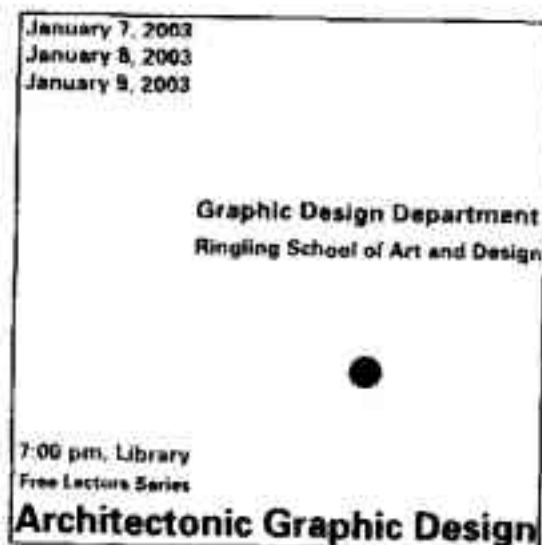 January 7, 2003
January 8, 2003
January 9, 2003
Graphic Design Department
Ringling School of Art and Design
7:00 pm, Library
Free Lecture Series
Architectonic Graphic Design